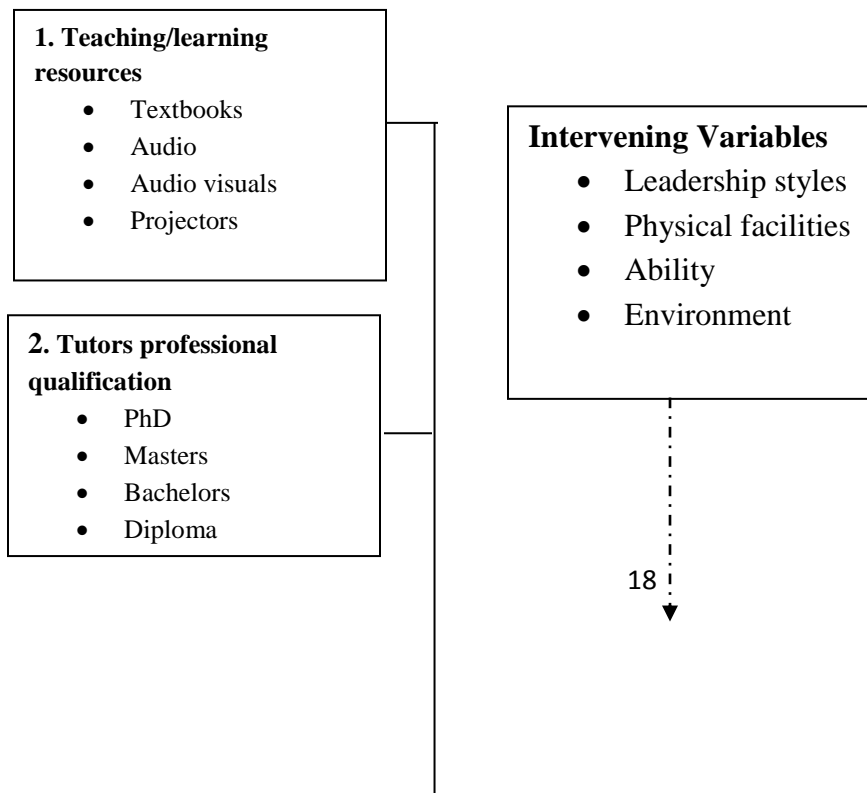 1. Teaching/learning
resources
• Textbooks
• Audio
• Audio visuals
• Projectors
2. Tutors professional
qualification
• PhD
• Masters
• Bachelors
• Diploma
Intervening Variables
• Leadership styles
• Physical facilities
• Ability
• Environment
18